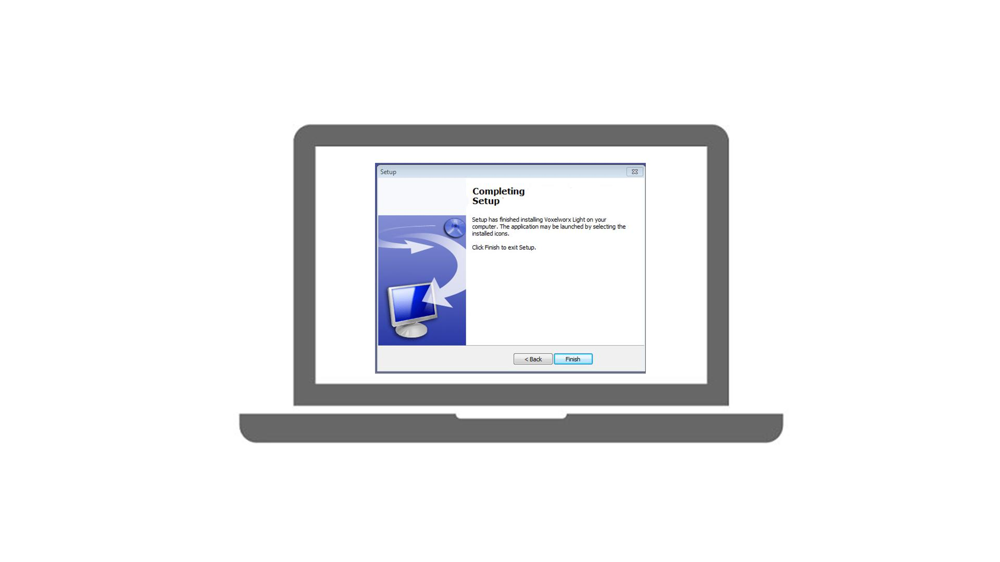 Setup
Completing
Setup
Setup has finished installing Voxelworx Light on your
computer. The application may be launched by selecting the
installed icons.
Click Finish to exit Setup.
< Back
Finish